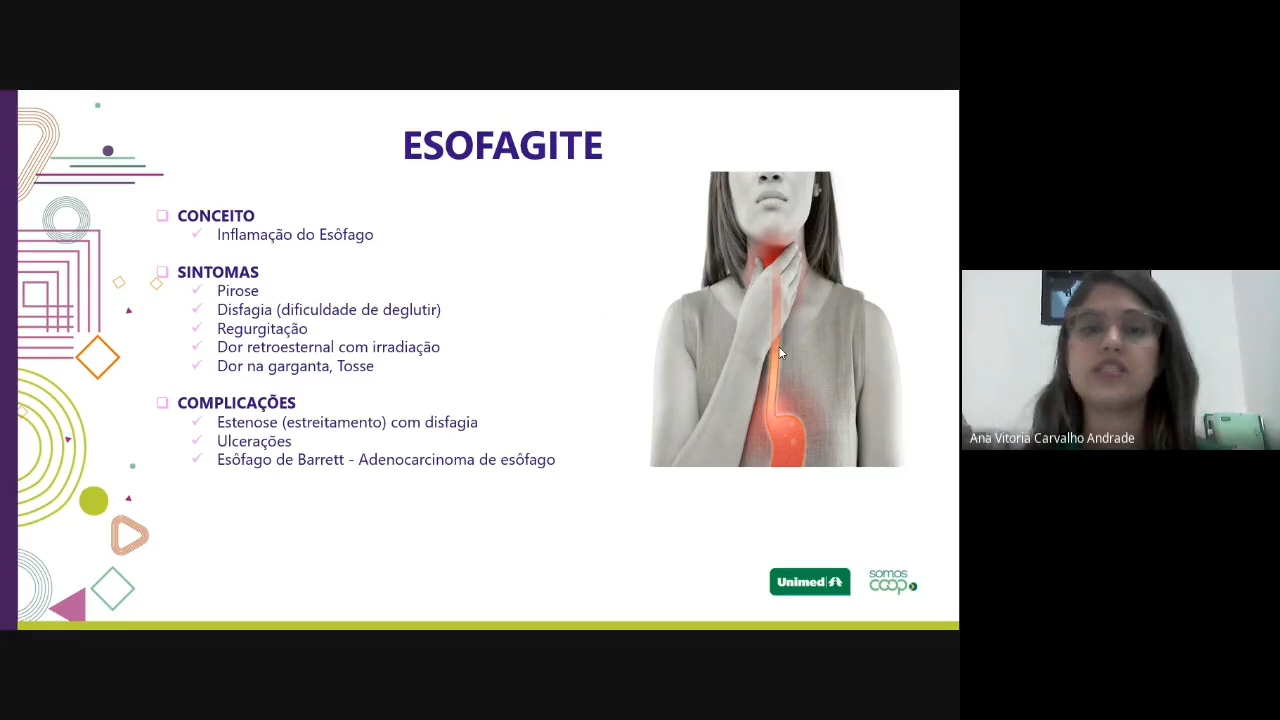 ESOFAGITE
CONCEITO
Inflamação do Esôfago
SINTOMAS
Pirose
Disfagia (dificuldade de deglutir)
Regurgitação
Dor retroesternal com irradiação
Dor na garganta, Tosse
COMPLICAÇÕES
Estenose (estreitamento) com disfagia
Ulcerações
Esôfago de Barrett - Adenocarcinoma de esôfago
Unimed
somos
coop
Ana Vitoria Carvalho Andrade